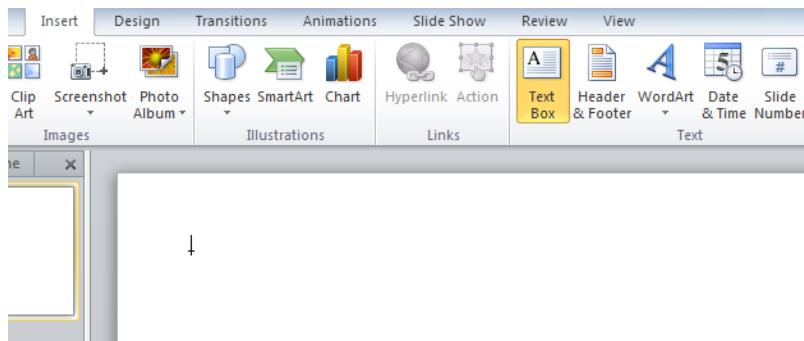 Insert Design Transitions Animations Slide Show Review View
Clip Art
Screenshot
Photo Album
Shapes
SmartArt
Chart
Hyperlink
Action
A
Text Box
Header & Footer
WordArt
5
Date & Time
#
Slide Number
Images Illustrations Links Text